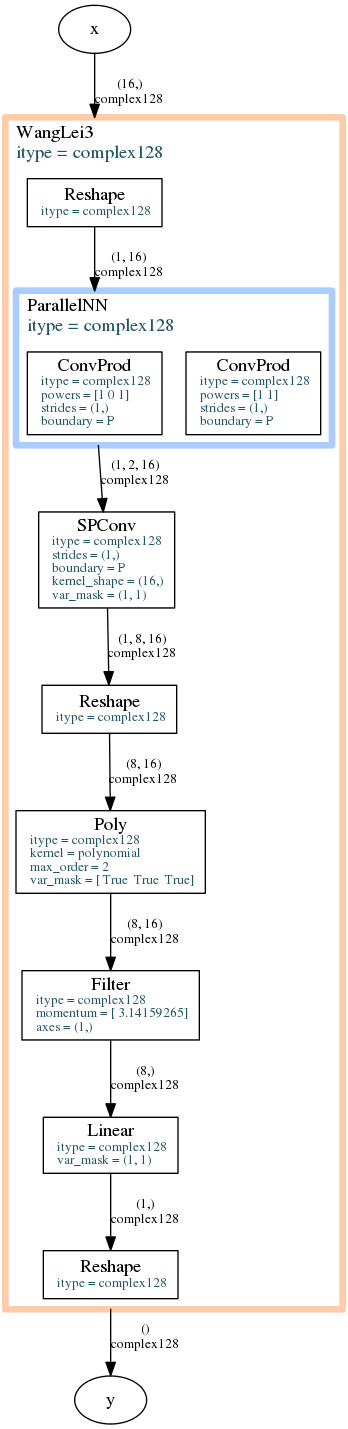 x
(16,)
complex128
WangLei3
itype = complex128
Reshape
itype = complex128
(1, 16)
complex128
ParallelNN
itype = complex128
ConvProd
itype = complex128
powers = [1 0 1]
strides = (1,)
boundary = P
ConvProd
itype = complex128
powers = [1 1]
strides = (1,)
boundary = P
(1, 2, 16)
complex128
SPConv
itype = complex128
strides = (1,)
boundary = P
kernel_shape = (16,)
var_mask = (1, 1)
(1, 8, 16)
complex128
Reshape
itype = complex128
(8, 16)
complex128
Poly
itype = complex128
kernel = polynomial
max_order = 2
var_mask = [ True  True  True]
(8, 16)
complex128
Filter
itype = complex128
momentum = [ 3.14159265]
axes = (1,)
(8,)
complex128
Linear
itype = complex128
var_mask = (1, 1)
(1,)
complex128
Reshape
itype = complex128
()
complex128
y